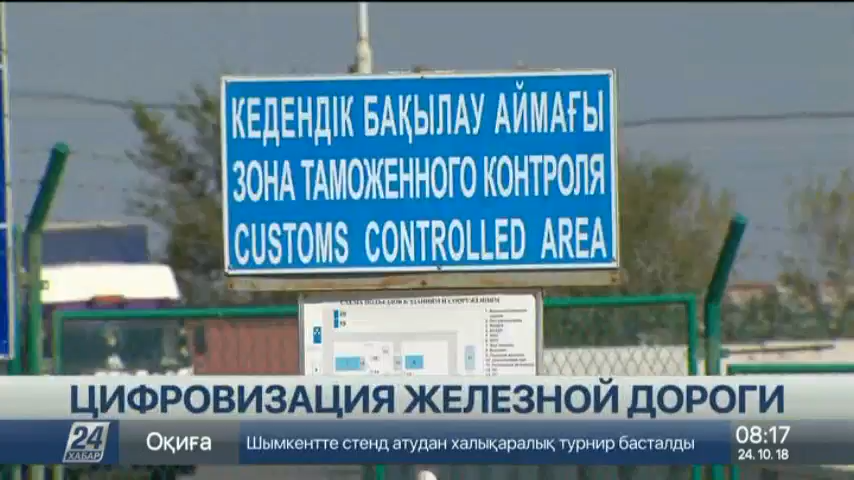 КЕДЕНДІК БАҚЫЛАУ АЙМАҒЫ
ЗОНА ТАМОЖЕННОГО КОНТРОЛЯ
CUSTOMS CONTROLLED AREA
ЦИФРОВИЗАЦИЯ ЖЕЛЕЗНОЙ ДОРОГИ
24
ХАБАР
Оқиға
Шымкентте стенд атудан халықаралық турнир басталды
08:17
24.10.18